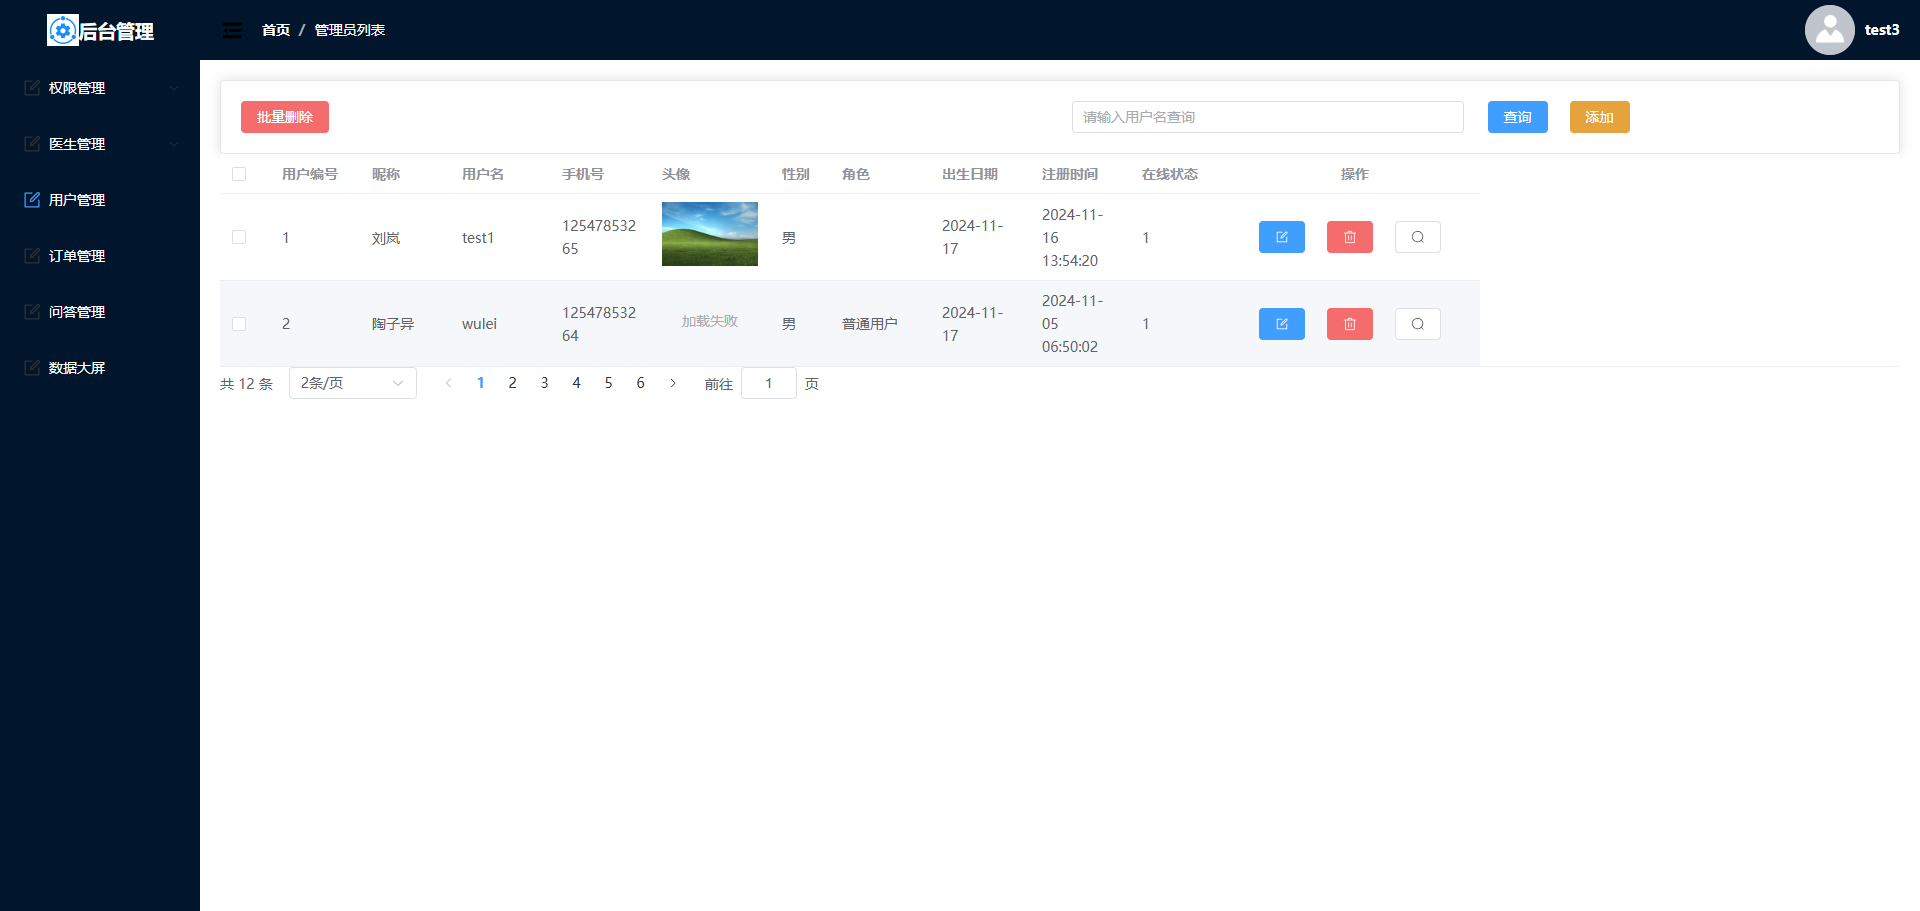 后台管理
首页 / 管理员列表
test3
权限管理
医生管理
用户管理
订单管理
问答管理
数据大屏
批量删除
请输入用户名查询
查询
添加
用户编号 昵称 用户名 手机号 头像 性别 角色 出生日期 注册时间 在线状态 操作
1 刘岚 test1 12547853265 男 2024-11-17 2024-11-16 13:54:20 1
2 陶子异 wulei 12547853264 加载失败 男 普通用户 2024-11-17 2024-11-05 06:50:02 1
共 12 条 2条/页 1 2 3 4 5 6 前往 1 页